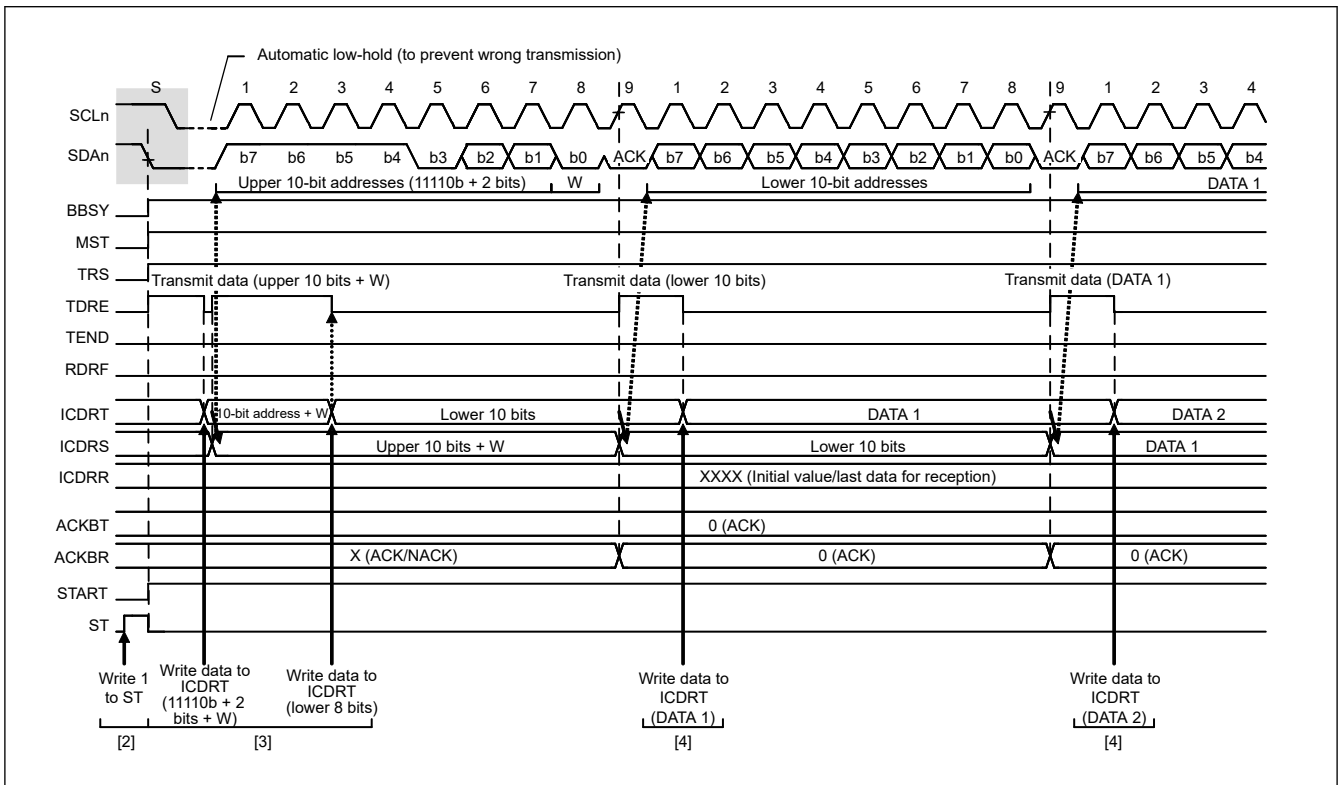 Automatic low-hold (to prevent wrong transmission)
S 1 2 3 4 5 6 7 8 9 1 2 3 4 5 6 7 8 9 1 2 3 4
SCLn
SDAn b7 b6 b5 b4 b3 b2 b1 b0 ACK b7 b6 b5 b4 b3 b2 b1 b0 ACK b7 b6 b5 b4
Upper 10-bit addresses (11110b + 2 bits) W Lower 10-bit addresses DATA 1
BBSY
MST
TRS
Transmit data (upper 10 bits + W) Transmit data (lower 10 bits) Transmit data (DATA 1)
TDRE
TEND
RDRF
ICDRT 10-bit address + W Lower 10 bits DATA 1 DATA 2
ICDRS Upper 10 bits + W Lower 10 bits DATA 1
ICDRR XXXX (Initial value/last data for reception)
ACKBT 0 (ACK)
ACKBR X (ACK/NACK) 0 (ACK) 0 (ACK)
START
ST
Write 1
to ST
Write data to
ICDRT
(11110b + 2
bits + W)
Write data to
ICDRT
(lower 8 bits)
Write data to
ICDRT
(DATA 1)
Write data to
ICDRT
(DATA 2)
[2] [3] [4] [4]